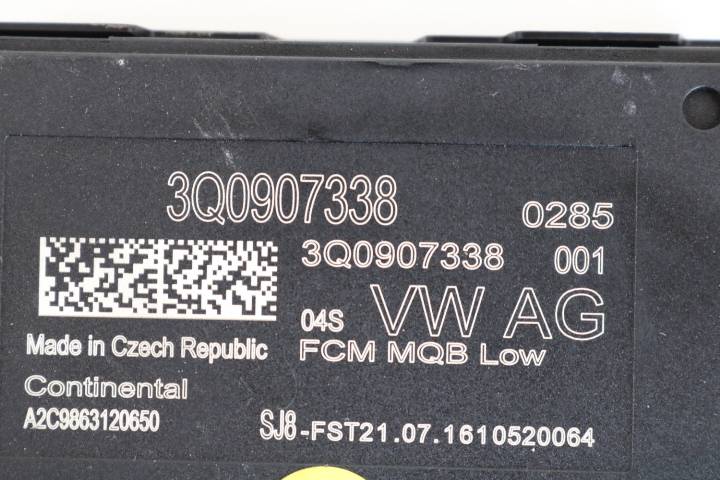 3Q0907338 0285
3Q0907338 001
04S VW AG
Made in Czech Republic FCM MQB Low
Continental
A2C9863120650 SJ8-FST21.07.1610520064